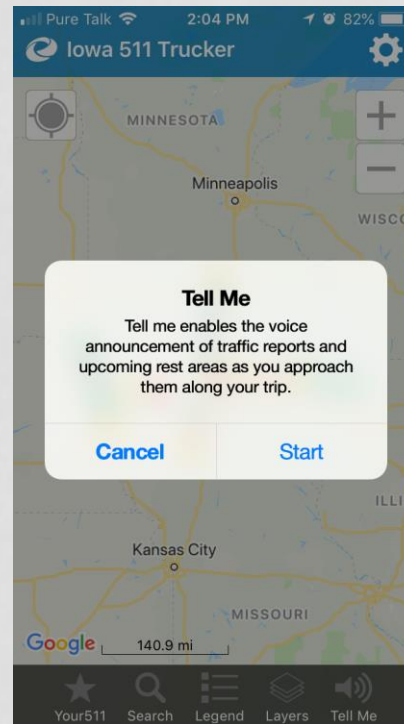 Pure Talk 2:04 PM 82%
Iowa 511 Trucker
MINNESOTA
Minneapolis
WISCO
Tell Me
Tell me enables the voice
announcement of traffic reports and
upcoming rest areas as you approach
them along your trip.
Cancel Start
ILLI
Kansas City
MISSOURI
Google 140.9 mi
Your511 Search Legend Layers Tell Me